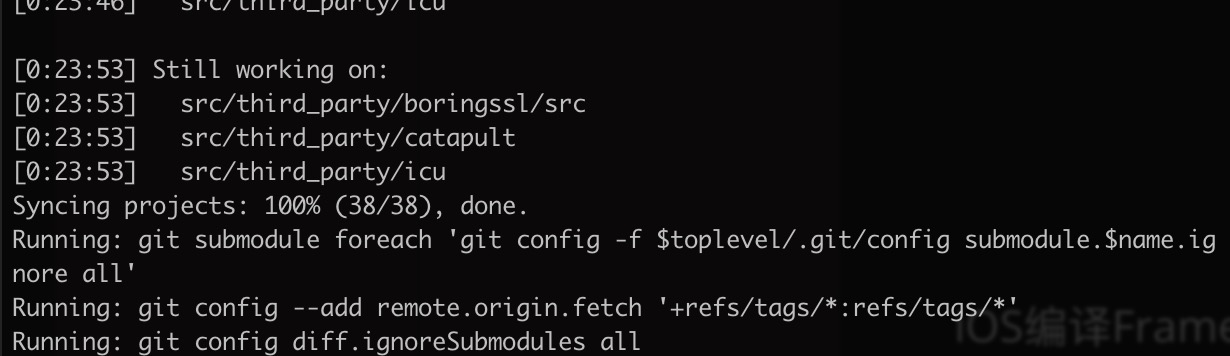 [0:23:46]   src/third_party/icu
[0:23:53] Still working on:
[0:23:53]   src/third_party/boringssl/src
[0:23:53]   src/third_party/catapult
[0:23:53]   src/third_party/icu
Syncing projects: 100% (38/38), done.
Running: git submodule foreach 'git config -f $toplevel/.git/config submodule.$name.ig
nore all'
Running: git config --add remote.origin.fetch '+refs/tags/*:refs/tags/*'
Running: git config diff.ignoreSubmodules all
iOS编译Frame